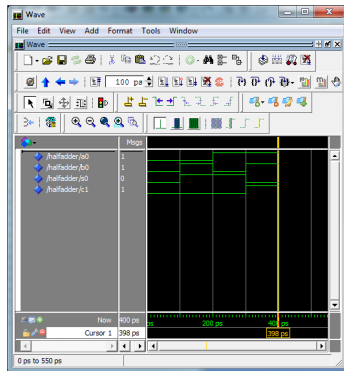 Wave
File Edit View Add Format Tools Window
Wave
100 ps
Msgs
/halfadder/a0 1
/halfadder/b0 1
/halfadder/s0 0
/halfadder/c1 1
Now 400 ps ps 200 ps 400 ps
Cursor 1 398 ps 398 ps
0 ps to 550 ps